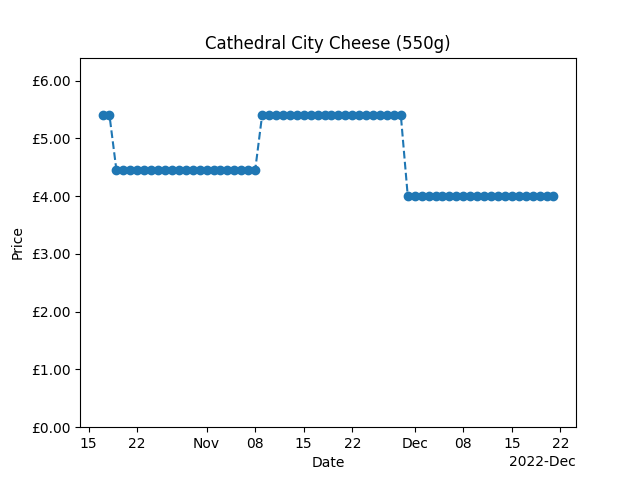 Cathedral City Cheese (550g)
£6.00
£5.00
£4.00
£3.00
£2.00
£1.00
£0.00
Price
15 22 Nov 08 15 22 Dec 08 15 22
Date
2022-Dec